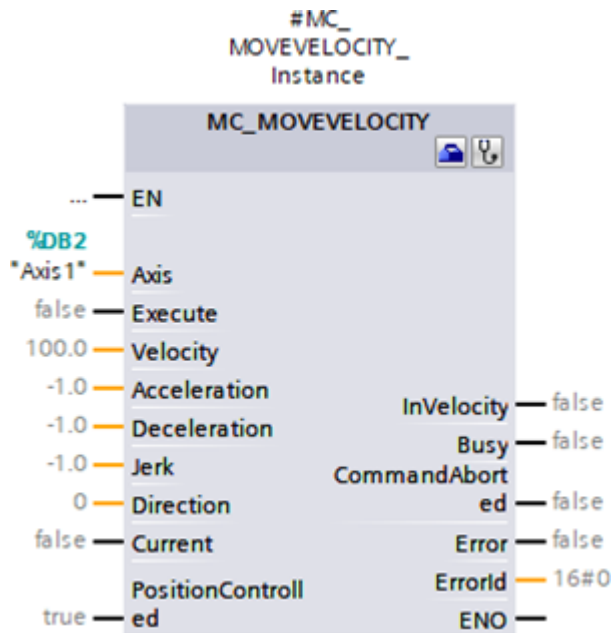 #MC_
MOVEVELOCITY_
Instance
MC_MOVEVELOCITY
... EN
%DB2
"Axis1" Axis
false Execute
100.0 Velocity
-1.0 Acceleration
InVelocity false
-1.0 Deceleration
Busy false
-1.0 Jerk
CommandAbort
0 Direction
ed false
false Current
Error false
PositionControll
ErrorId 16#0
true ed
ENO